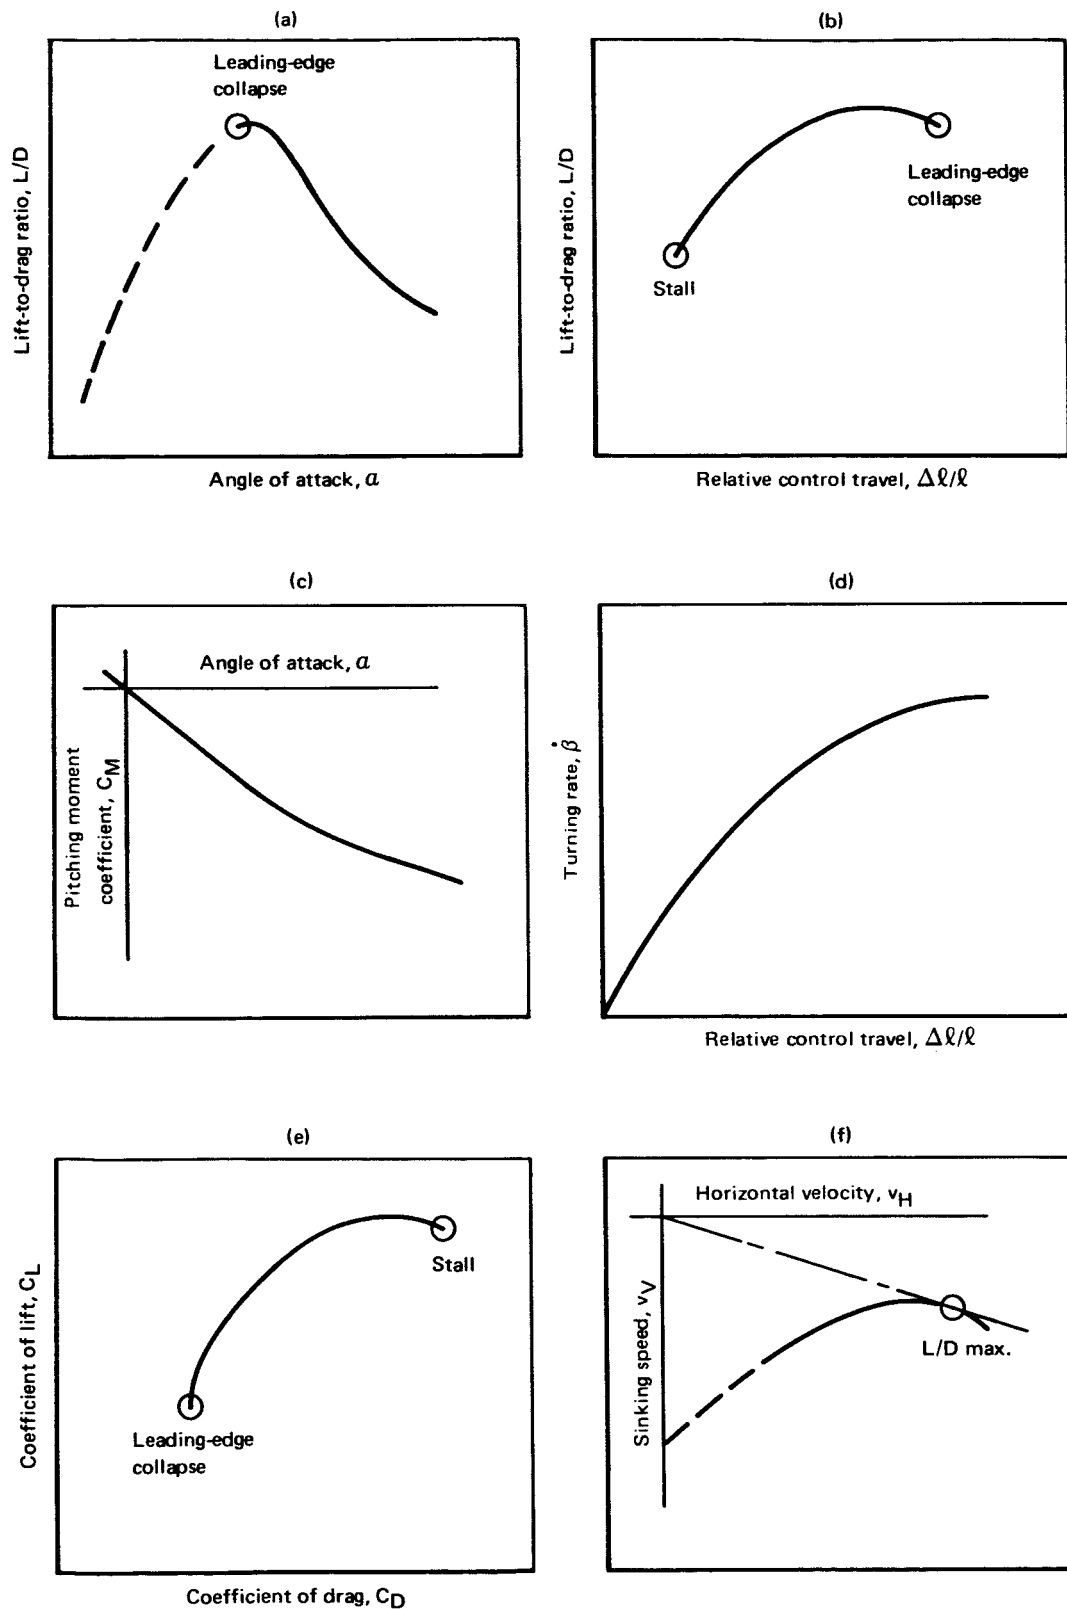 (a)
Leading-edge
collapse
Lift-to-drag ratio, L/D
Angle of attack, α
(b)
Leading-edge
collapse
Stall
Lift-to-drag ratio, L/D
Relative control travel, Δℓ/ℓ
(c)
Angle of attack, α
Pitching moment
coefficient, C_M
(d)
Turning rate, β̇
Relative control travel, Δℓ/ℓ
(e)
Stall
Leading-edge
collapse
Coefficient of lift, C_L
Coefficient of drag, C_D
(f)
Horizontal velocity, v_H
Sinking speed, v_V
L/D max.